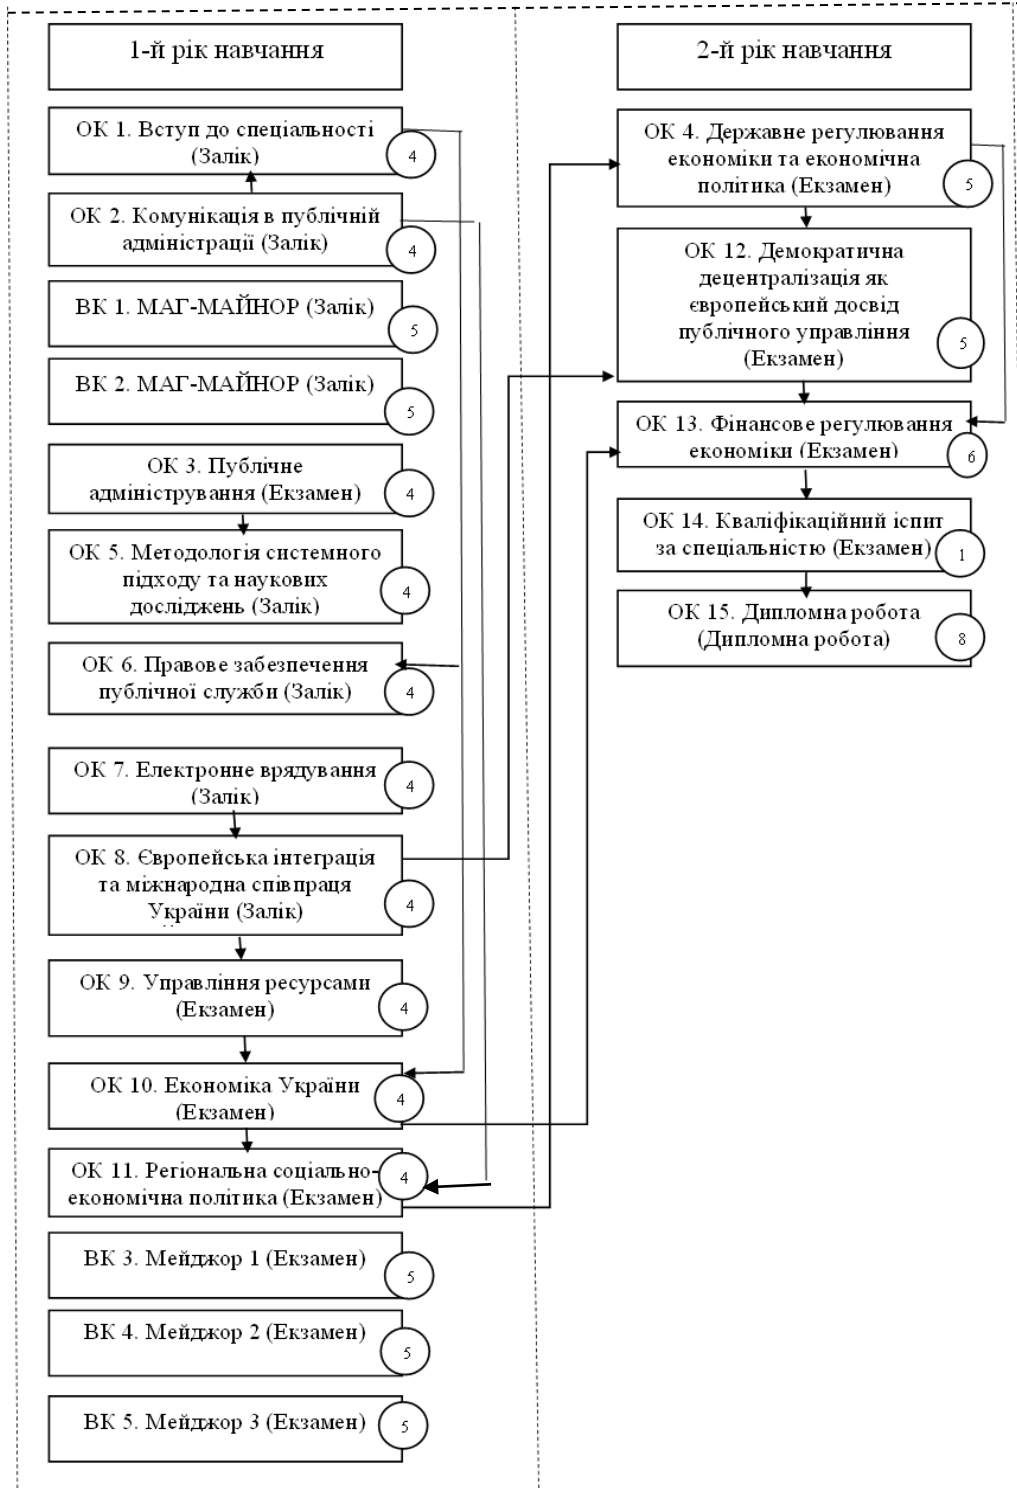 1-й рік навчання
ОК 1. Вступ до спеціальності
(Залік)
4
ОК 2. Комунікація в публічній
адміністрації (Залік)
4
ВК 1. МАГ-МАЙНОР (Залік)
5
ВК 2. МАГ-МАЙНОР (Залік)
5
ОК 3. Публічне
адміністрування (Екзамен)
4
ОК 5. Методологія системного
підходу та наукових
досліджень (Залік)
4
ОК 6. Правове забезпечення
публічної служби (Залік)
4
ОК 7. Електронне врядування
(Залік)
4
ОК 8. Європейська інтеграція
та міжнародна співпраця
України (Залік)
4
ОК 9. Управління ресурсами
(Екзамен)
4
ОК 10. Економіка України
(Екзамен)
4
ОК 11. Регіональна соціально-
економічна політика (Екзамен)
4
ВК 3. Мейджор 1 (Екзамен)
5
ВК 4. Мейджор 2 (Екзамен)
5
ВК 5. Мейджор 3 (Екзамен)
5
2-й рік навчання
ОК 4. Державне регулювання
економіки та економічна
політика (Екзамен)
5
ОК 12. Демократична
децентралізація як
європейський досвід
публічного управління
(Екзамен)
5
ОК 13. Фінансове регулювання
економіки (Екзамен)
6
ОК 14. Кваліфікаційний іспит
за спеціальністю (Екзамен)
1
ОК 15. Дипломна робота
(Дипломна робота)
8